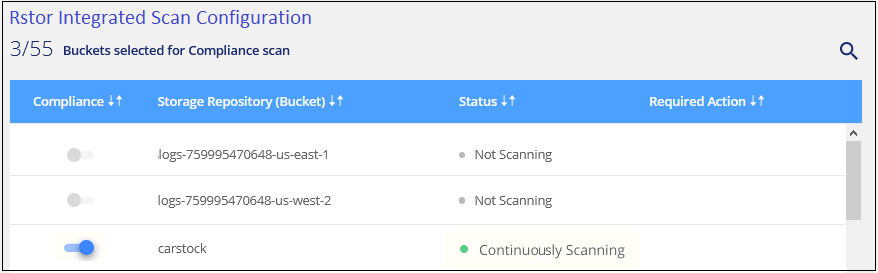 Rstor Integrated Scan Configuration
3/55 Buckets selected for Compliance scan
Compliance ↓↑ Storage Repository (Bucket) ↓↑ Status ↓↑ Required Action ↓↑
logs-759995470648-us-east-1 Not Scanning
logs-759995470648-us-west-2 Not Scanning
carstock Continuously Scanning